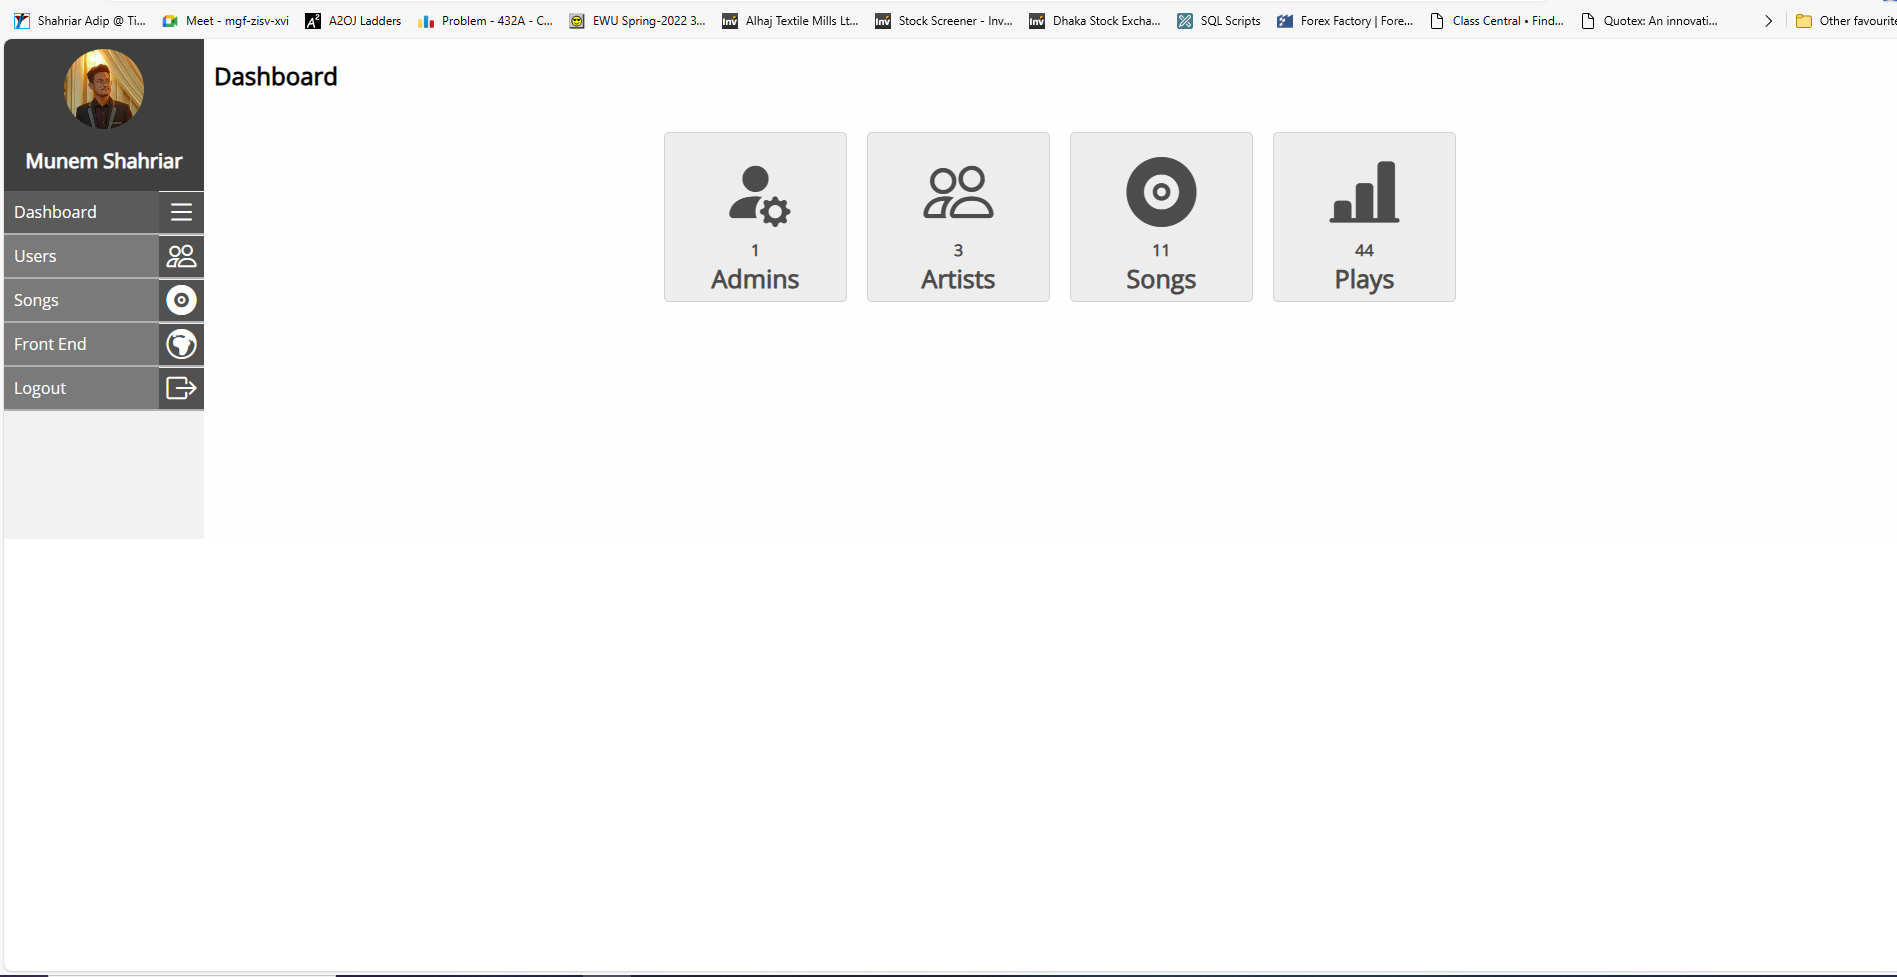 Shahriar Adip @ Ti... Meet - mgf-zisv-xvi A2OJ Ladders Problem - 432A - C... EWU Spring-2022 3... Alhaj Textile Mills Lt... Stock Screener - Inv... Dhaka Stock Excha... SQL Scripts Forex Factory | Fore... Class Central • Find... Quotex: An innovati... Other favourite
Munem Shahriar
Dashboard
Users
Songs
Front End
Logout
Dashboard
1
Admins
3
Artists
11
Songs
44
Plays